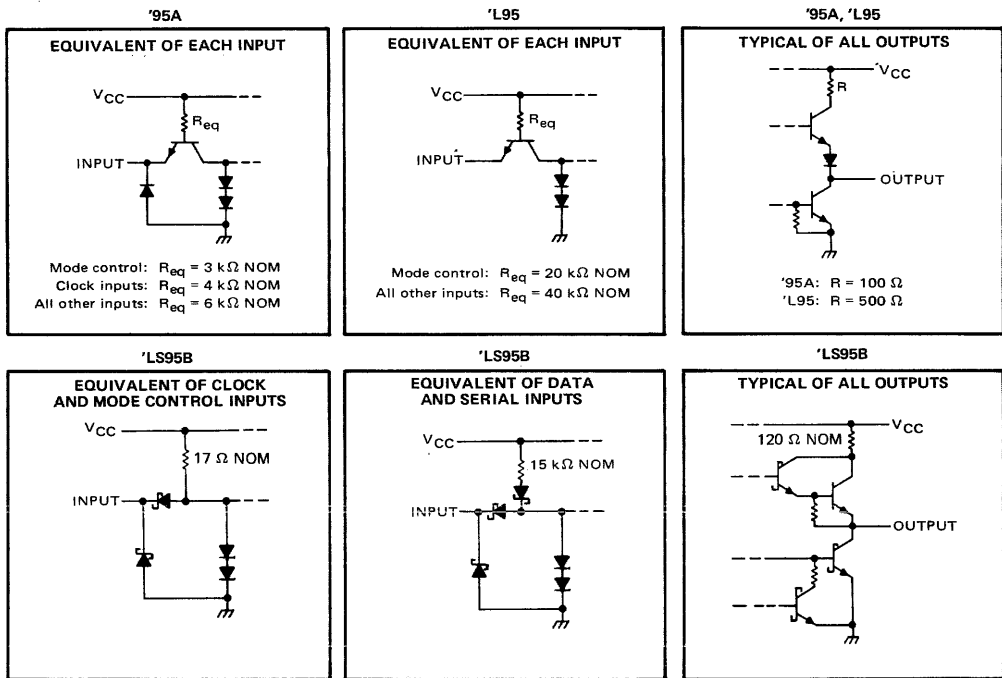 '95A
EQUIVALENT OF EACH INPUT
VCC
Req
INPUT
Mode control: Req = 3 kΩ NOM
Clock inputs: Req = 4 kΩ NOM
All other inputs: Req = 6 kΩ NOM
'L95
EQUIVALENT OF EACH INPUT
VCC
Req
INPUT
Mode control: Req = 20 kΩ NOM
All other inputs: Req = 40 kΩ NOM
'95A, 'L95
TYPICAL OF ALL OUTPUTS
VCC
R
OUTPUT
'95A: R = 100 Ω
'L95: R = 500 Ω
'LS95B
EQUIVALENT OF CLOCK
AND MODE CONTROL INPUTS
VCC
17 Ω NOM
INPUT
'LS95B
EQUIVALENT OF DATA
AND SERIAL INPUTS
VCC
15 kΩ NOM
INPUT
'LS95B
TYPICAL OF ALL OUTPUTS
VCC
120 Ω NOM
OUTPUT